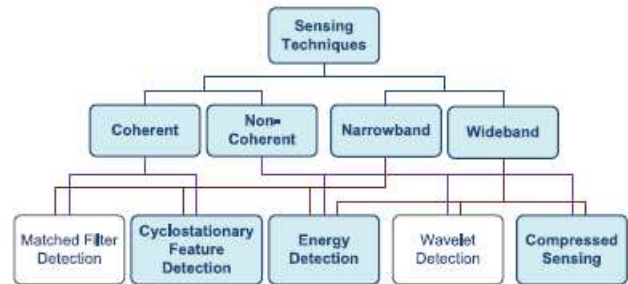 Sensing
Techniques
Coherent
Non-
Coherent
Narrowband
Wideband
Matched Filter
Detection
Cyclostationary
Feature
Detection
Energy
Detection
Wavelet
Detection
Compressed
Sensing